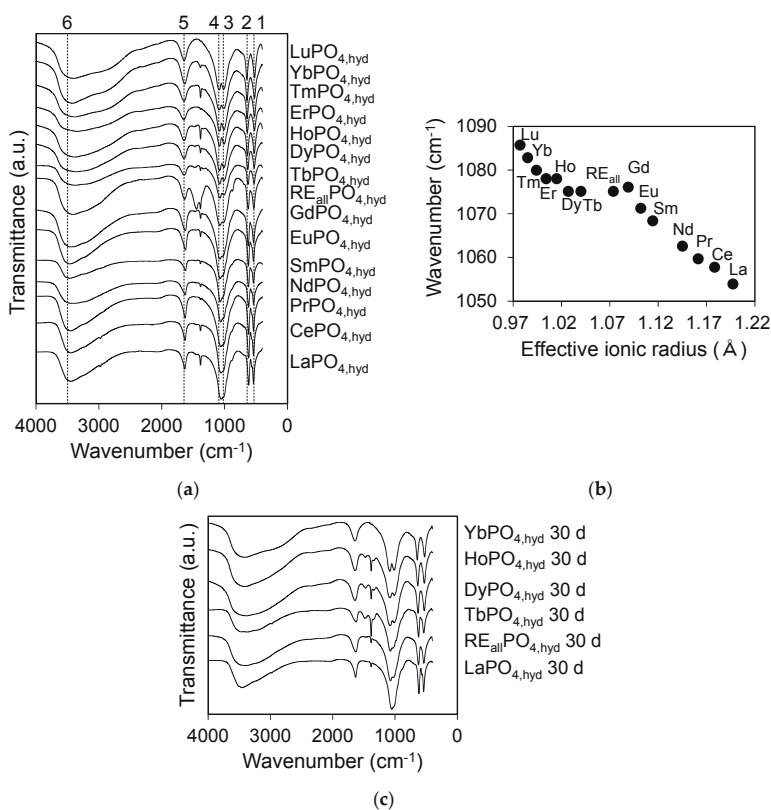 6 5 4 3 2 1
LuPO4,hyd
YbPO4,hyd
TmPO4,hyd
ErPO4,hyd
HoPO4,hyd
DyPO4,hyd
TbPO4,hyd
REallPO4,hyd
GdPO4,hyd
EuPO4,hyd
SmPO4,hyd
NdPO4,hyd
PrPO4,hyd
CePO4,hyd
LaPO4,hyd
Transmittance (a.u.)
4000 3000 2000 1000 0
Wavenumber (cm-1)
(a)
1090
1080
1070
1060
1050
Wavenumber (cm-1)
Lu
Yb
Tm
Er
Ho
Dy
Tb
REall
Gd
Eu
Sm
Nd
Pr
Ce
La
0.97 1.02 1.07 1.12 1.17 1.22
Effective ionic radius (Å)
(b)
Transmittance (a.u.)
YbPO4,hyd 30 d
HoPO4,hyd 30 d
DyPO4,hyd 30 d
TbPO4,hyd 30 d
REallPO4,hyd 30 d
LaPO4,hyd 30 d
4000 3000 2000 1000 0
Wavenumber (cm-1)
(c)